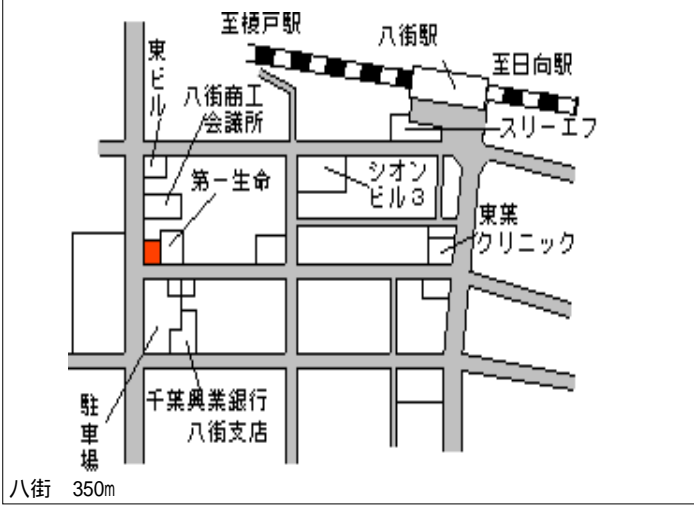 至榎戸駅
八街駅
至日向駅
東ビル
八街商工
会議所
スリーエフ
第一生命
シオン
ビル3
東葉
クリニック
千葉興業銀行
八街支店
駐車場
八街 350m